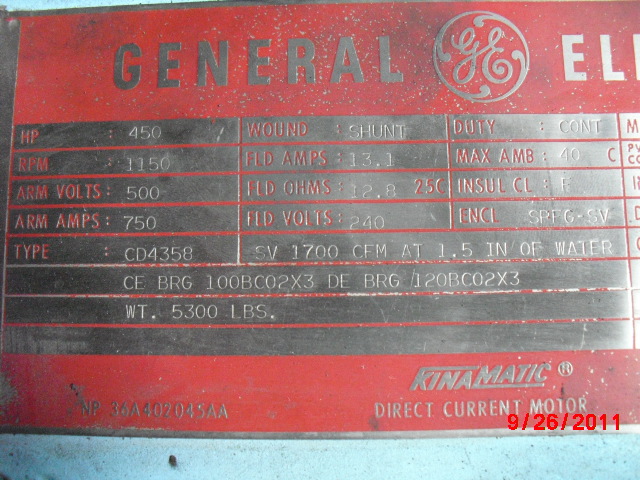 GENERAL GE
HP : 450 WOUND : SHUNT DUTY : CONT
RPM : 1150 FLD AMPS : 13.1 MAX AMB : 40 C
ARM VOLTS : 500 FLD OHMS : 12.8 25C INSUL CL : F
ARM AMPS : 750 FLD VOLTS : 240 ENCL SPFG-SV
TYPE : CD4358 SV 1700 CFM AT 1.5 IN OF WATER
CE BRG 100BC02X3 DE BRG 120BC02X3
WT. 5300 LBS.
KINAMATIC ®
NP 36A402045AA DIRECT CURRENT MOTOR
9/26/2011